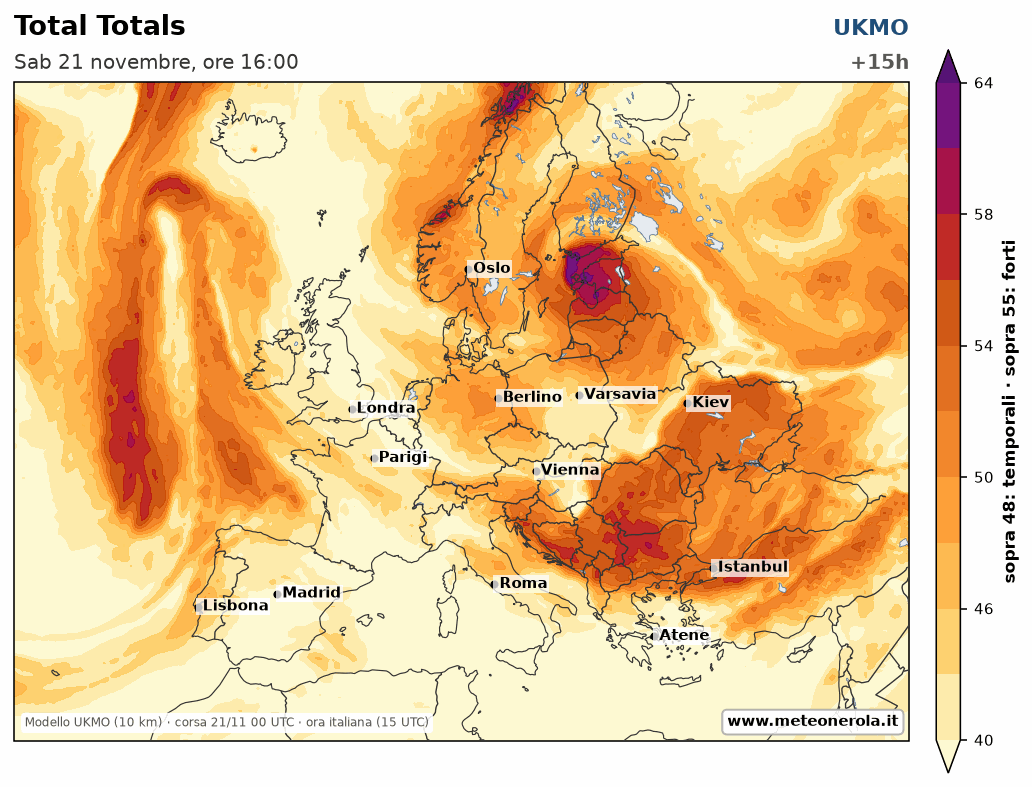 Total Totals
UKMO
Sab 21 novembre, ore 16:00
+15h
64
58
54
50
46
40
sopra 48: temporali · sopra 55: forti
Oslo
Berlino
Varsavia
Kiev
Londra
Parigi
Vienna
Istanbul
Roma
Madrid
Lisbona
Atene
Modello UKMO (10 km) · corsa 21/11 00 UTC · ora italiana (15 UTC)
www.meteonerola.it